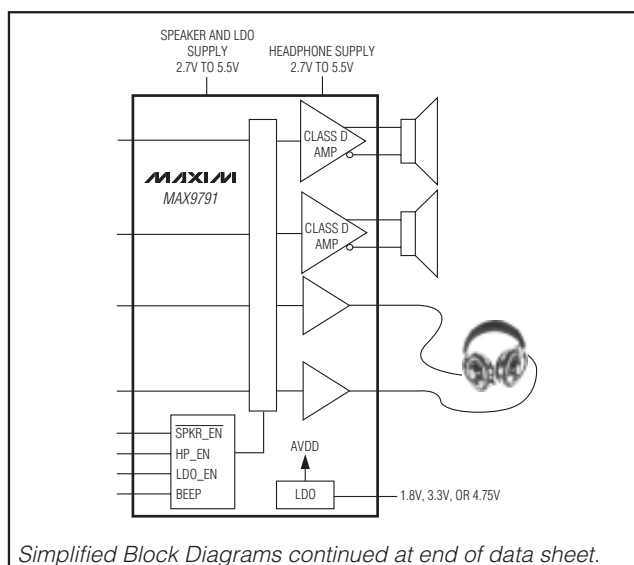 SPEAKER AND LDO
SUPPLY
2.7V TO 5.5V
HEADPHONE SUPPLY
2.7V TO 5.5V
CLASS D
AMP
MAXIM
MAX9791
CLASS D
AMP
SPKR_EN
HP_EN
LDO_EN
BEEP
AVDD
LDO
1.8V, 3.3V, OR 4.75V
Simplified Block Diagrams continued at end of data sheet.